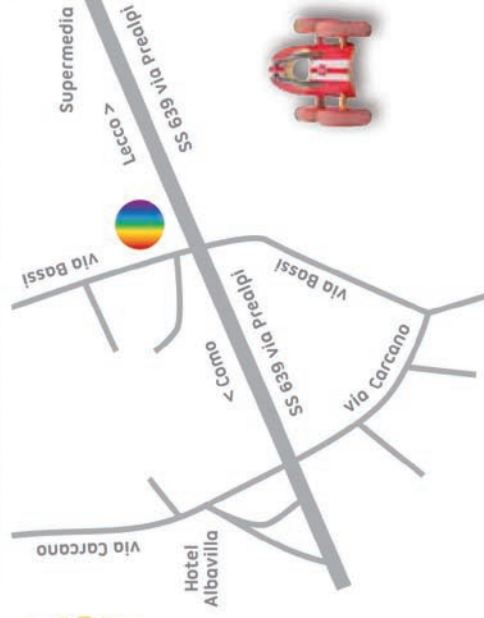 Supermedia
Lecco >
SS 639 via Prealpi
via Bassi
via Bassi
< Como
SS 639 via Prealpi
via Carcano
via Carcano
Hotel
Albavilla